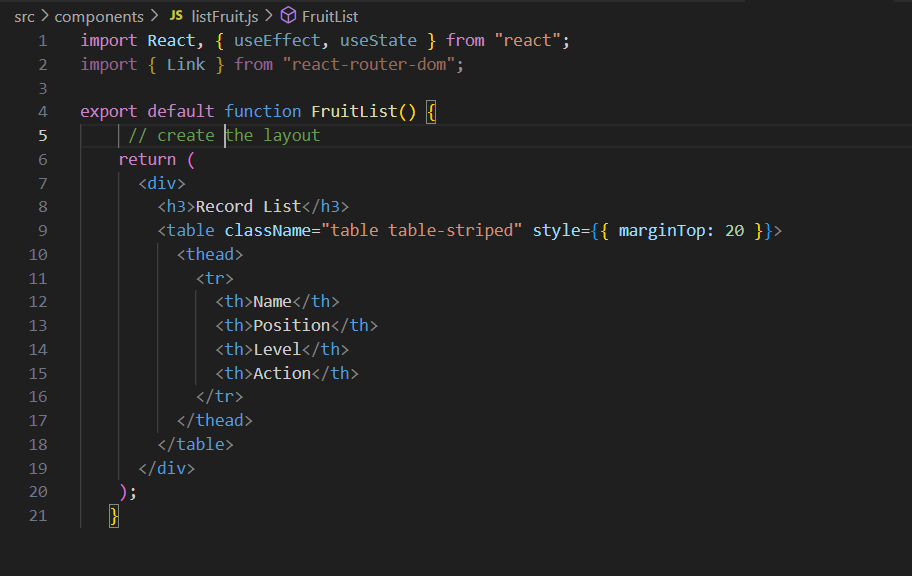 src > components > JS listFruit.js > FruitList
1 import React, { useEffect, useState } from "react";
2 import { Link } from "react-router-dom";
3
4 export default function FruitList() {
5 // create the layout
6 return (
7 <div>
8 <h3>Record List</h3>
9 <table className="table table-striped" style={{ marginTop: 20 }}>
10 <thead>
11 <tr>
12 <th>Name</th>
13 <th>Position</th>
14 <th>Level</th>
15 <th>Action</th>
16 </tr>
17 </thead>
18 </table>
19 </div>
20 );
21 }